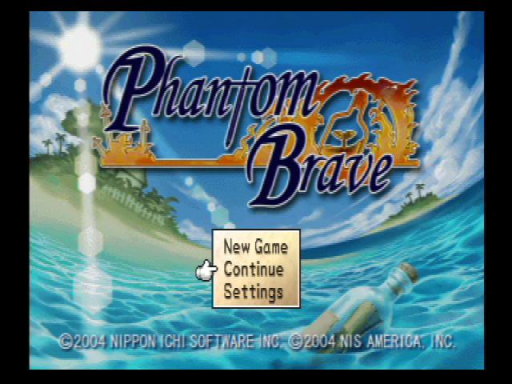 Phantom
Brave
New Game
Continue
Settings
©2004 NIPPON ICHI SOFTWARE INC. ©2004 NIS AMERICA, INC.